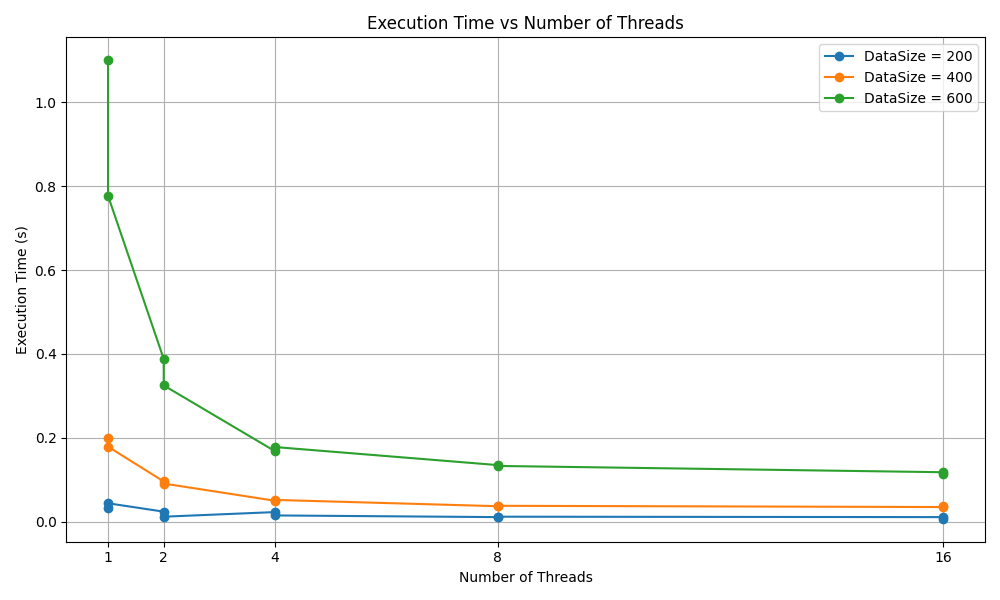 Execution Time vs Number of Threads
DataSize = 200
DataSize = 400
DataSize = 600
Execution Time (s)
1.0
0.8
0.6
0.4
0.2
0.0
1 2 4 8 16
Number of Threads